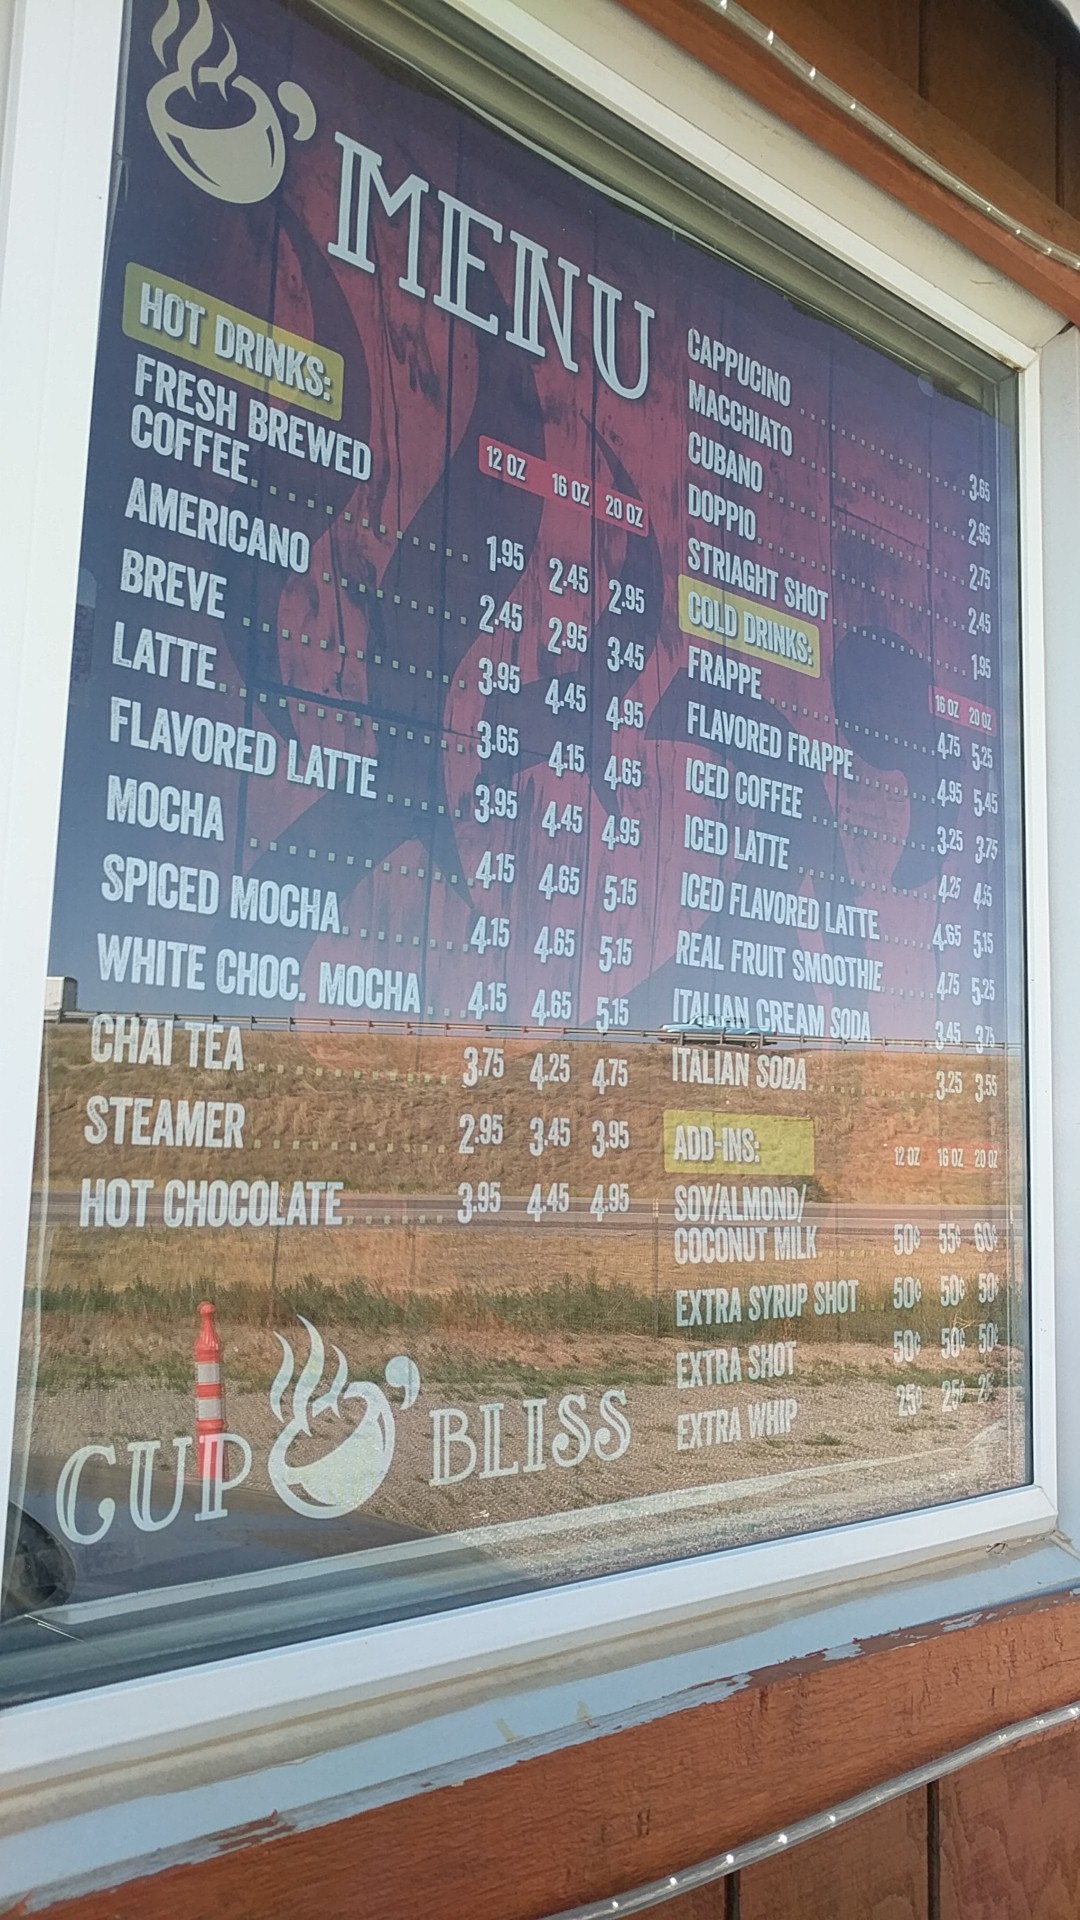 MENU
HOT DRINKS:
12 OZ 16 OZ 20 OZ
FRESH BREWED
COFFEE 1.95 2.45 2.95
AMERICANO 2.45 2.95 3.45
BREVE 3.95 4.45 4.95
LATTE 3.65 4.15 4.65
FLAVORED LATTE 3.95 4.45 4.95
MOCHA 4.15 4.65 5.15
SPICED MOCHA 4.15 4.65 5.15
WHITE CHOC. MOCHA 4.15 4.65 5.15
CHAI TEA 3.75 4.25 4.75
STEAMER 2.95 3.45 3.95
HOT CHOCOLATE 3.95 4.45 4.95
CAPPUCINO 3.65
MACCHIATO 2.95
CUBANO 2.75
DOPPIO 2.45
STRIAGHT SHOT 1.95
COLD DRINKS:
16 OZ 20 OZ
FRAPPE 4.75 5.25
FLAVORED FRAPPE 4.95 5.45
ICED COFFEE 3.25 3.75
ICED LATTE 4.25 4.55
ICED FLAVORED LATTE 4.65 5.15
REAL FRUIT SMOOTHIE 4.75 5.25
ITALIAN CREAM SODA 3.45 3.75
ITALIAN SODA 3.25 3.55
ADD-INS:
12 OZ 16 OZ 20 OZ
SOY/ALMOND/
COCONUT MILK 50¢ 55¢ 60¢
EXTRA SYRUP SHOT 50¢ 50¢ 50¢
EXTRA SHOT 50¢ 50¢ 50¢
EXTRA WHIP 25¢ 25¢
CUP O' BLISS